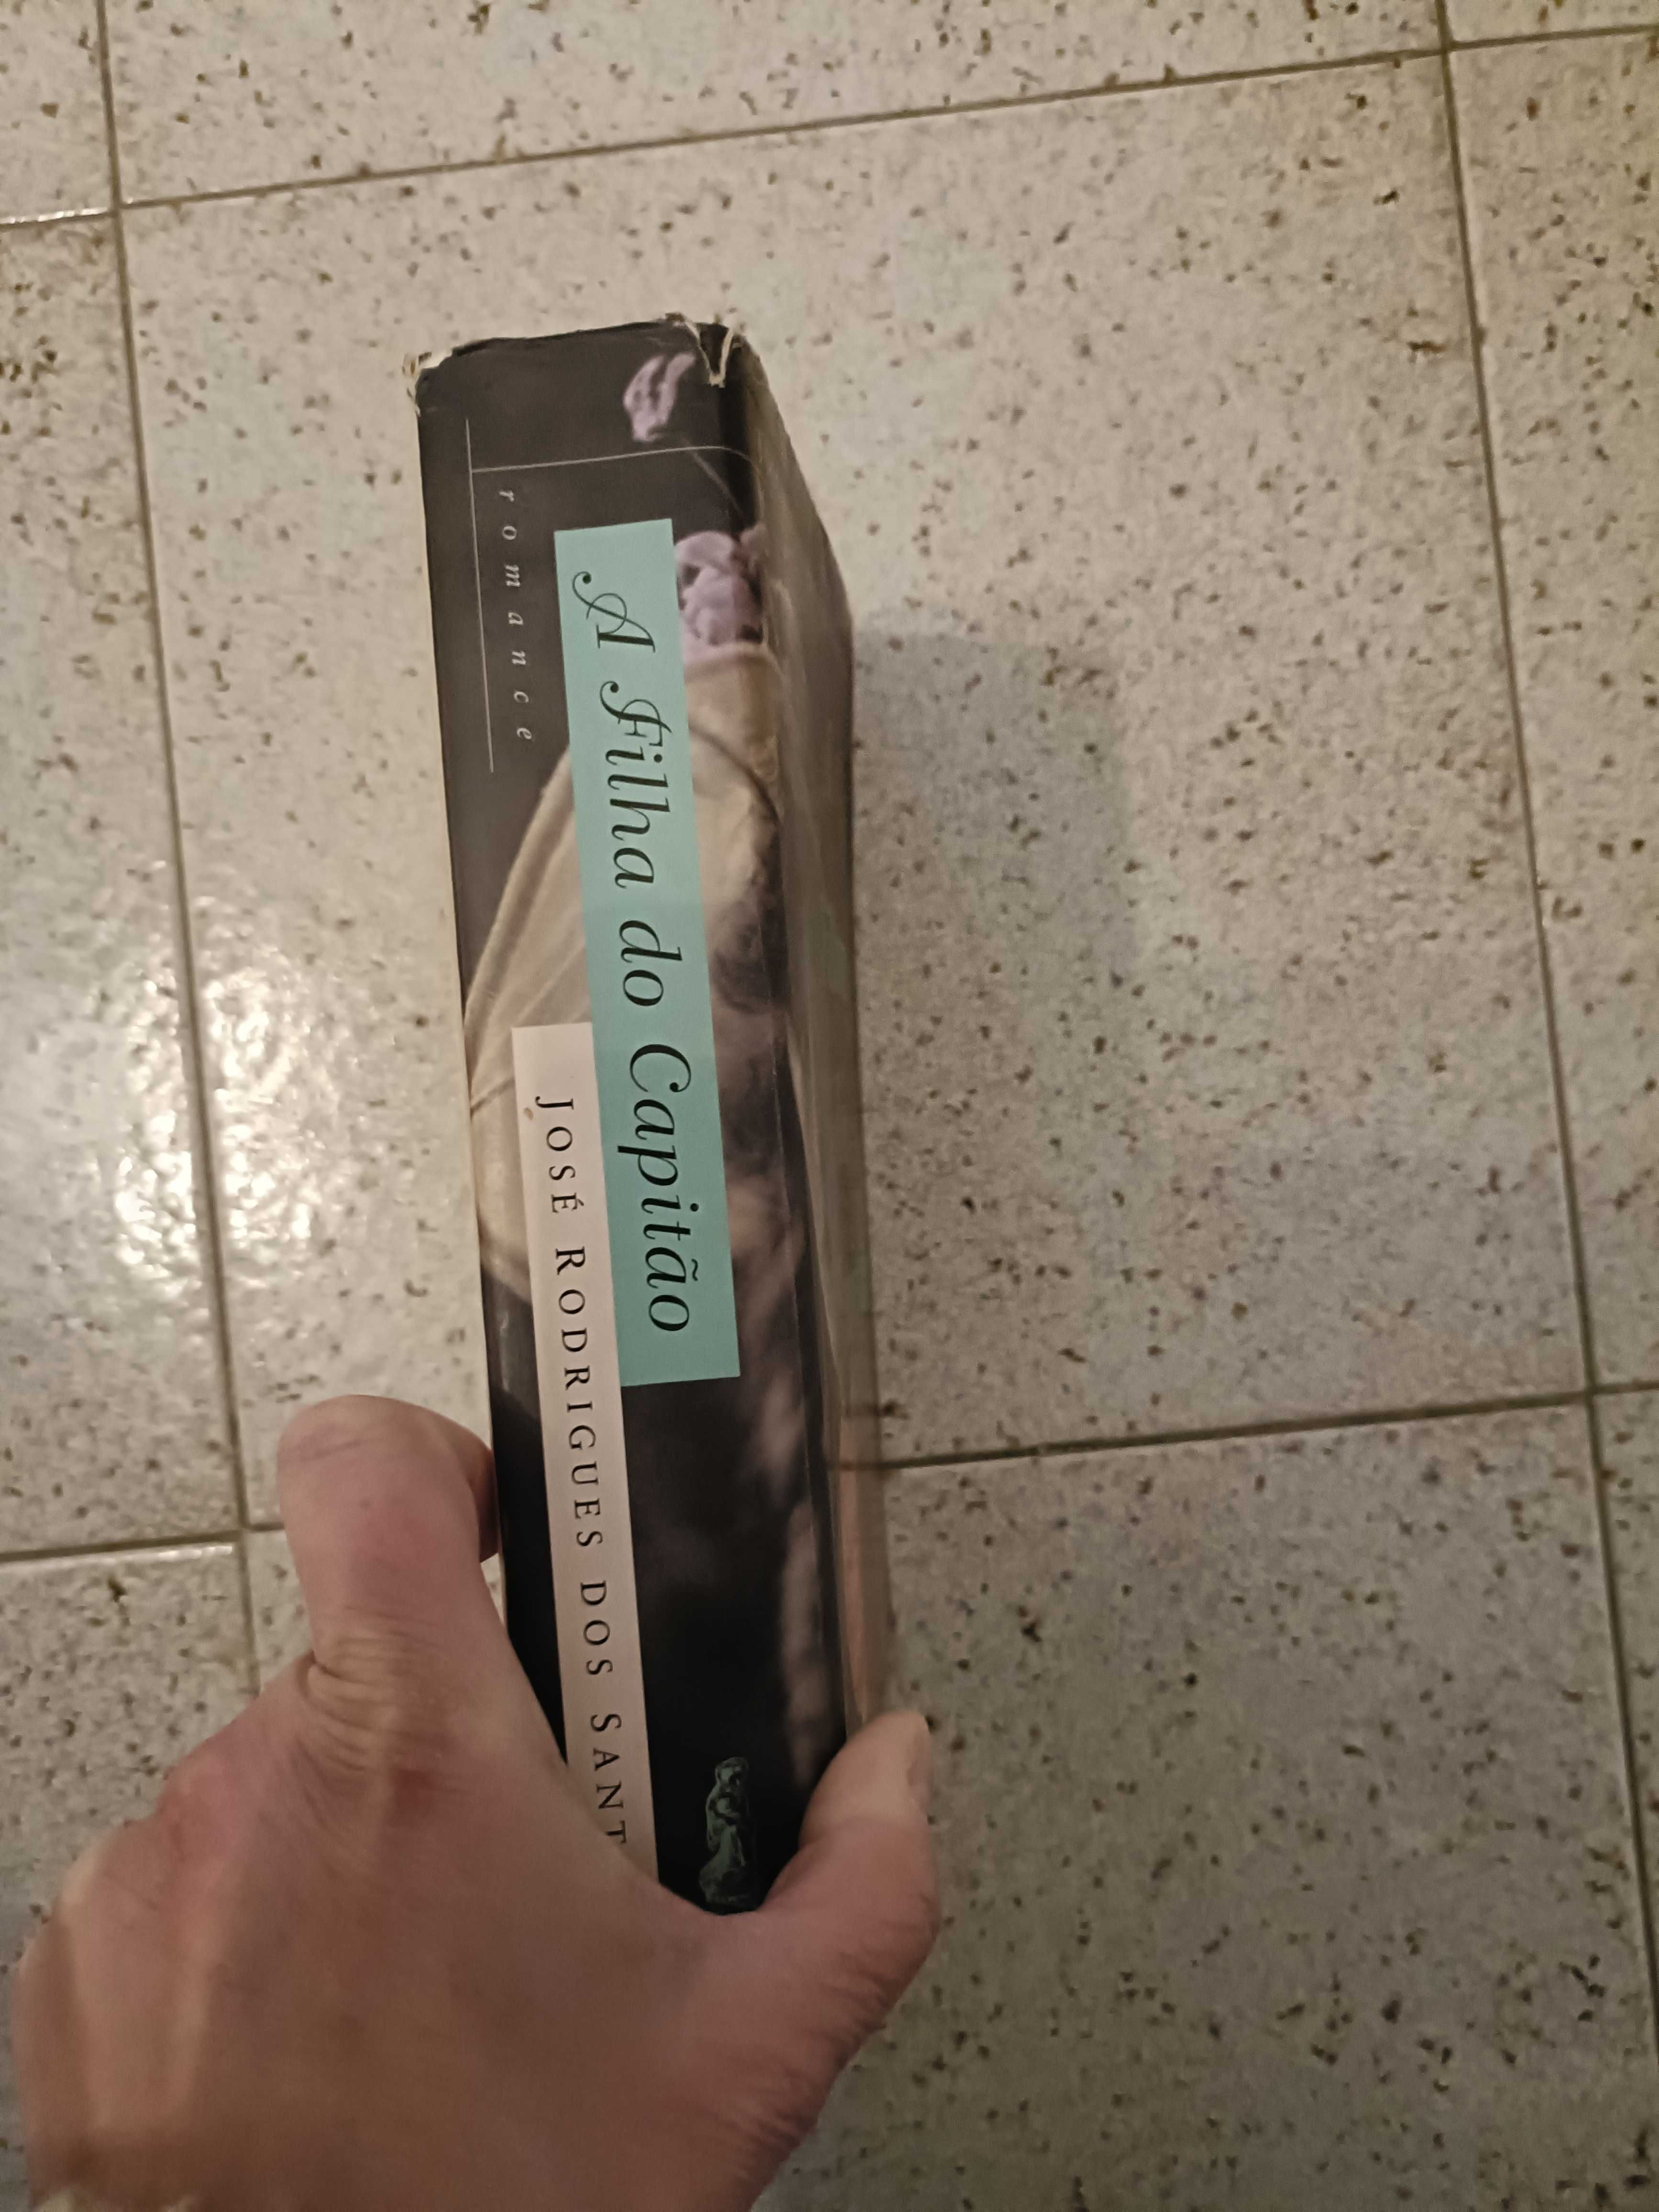 romance
A Filha do Capitão
JOSÉ RODRIGUES DOS SANT